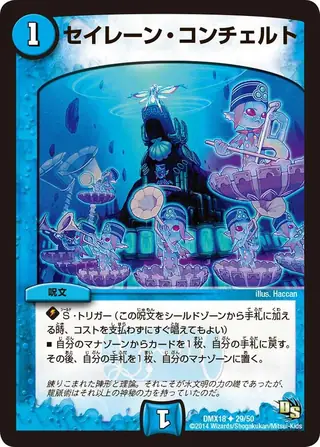 1
セイレーン・コンチェルト
illus. Haccan
呪文
S・トリガー(この呪文をシールドゾーンから手札に加え
る時、コストを支払わずにすぐ唱えてもよい)
■ 自分のマナゾーンからカードを1枚、自分の手札に戻す。
その後、自分の手札を1枚、自分のマナゾーンに置く。
練りこまれた陣形と理論。それこそが水文明の力の礎であったが、
龍脈術はそれ以上の神秘の力を持っていたのだ。
1
DMX18 29/50
©2014 Wizards/Shogakukan/Mitsui-Kids
DS